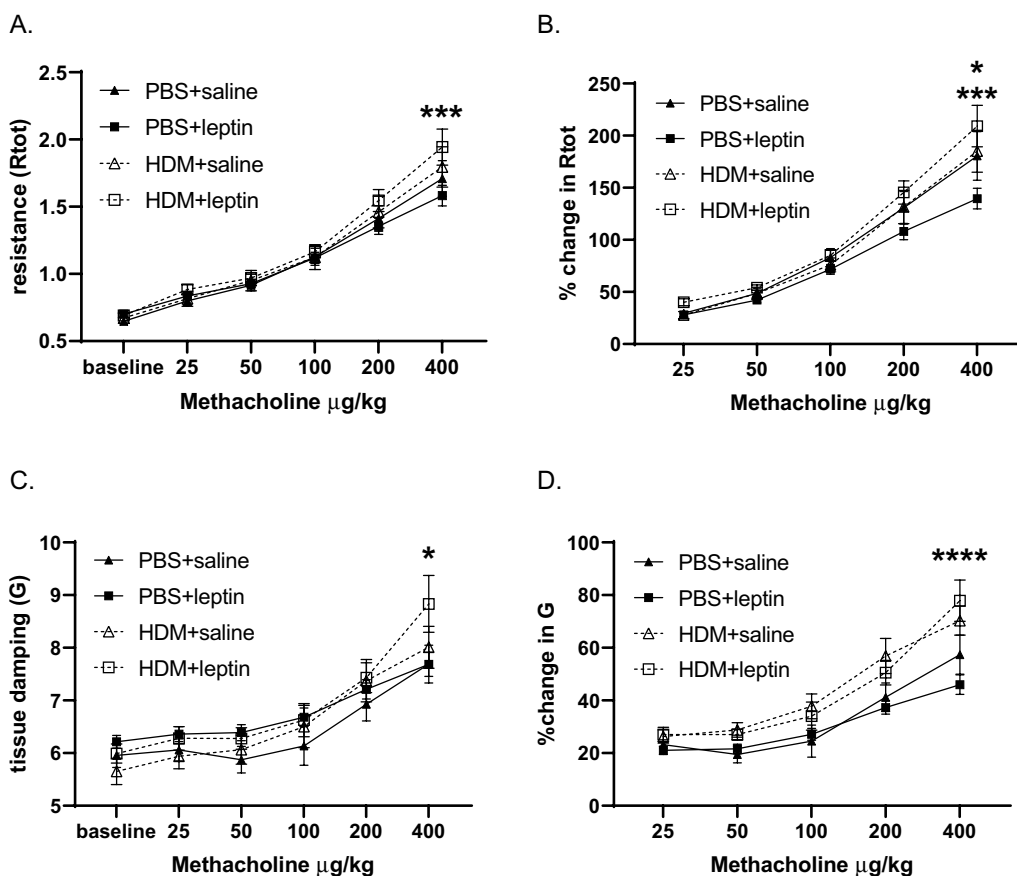 A.
resistance (Rtot)
2.5
2.0
1.5
1.0
0.5
PBS+saline
PBS+leptin
HDM+saline
HDM+leptin
***
baseline 25 50 100 200 400
Methacholine μg/kg
B.
% change in Rtot
250
200
150
100
50
0
PBS+saline
PBS+leptin
HDM+saline
HDM+leptin
*
***
25 50 100 200 400
Methacholine μg/kg
C.
tissue damping (G)
10
9
8
7
6
5
PBS+saline
PBS+leptin
HDM+saline
HDM+leptin
*
baseline 25 50 100 200 400
Methacholine μg/kg
D.
%change in G
100
80
60
40
20
0
PBS+saline
PBS+leptin
HDM+saline
HDM+leptin
****
25 50 100 200 400
Methacholine μg/kg